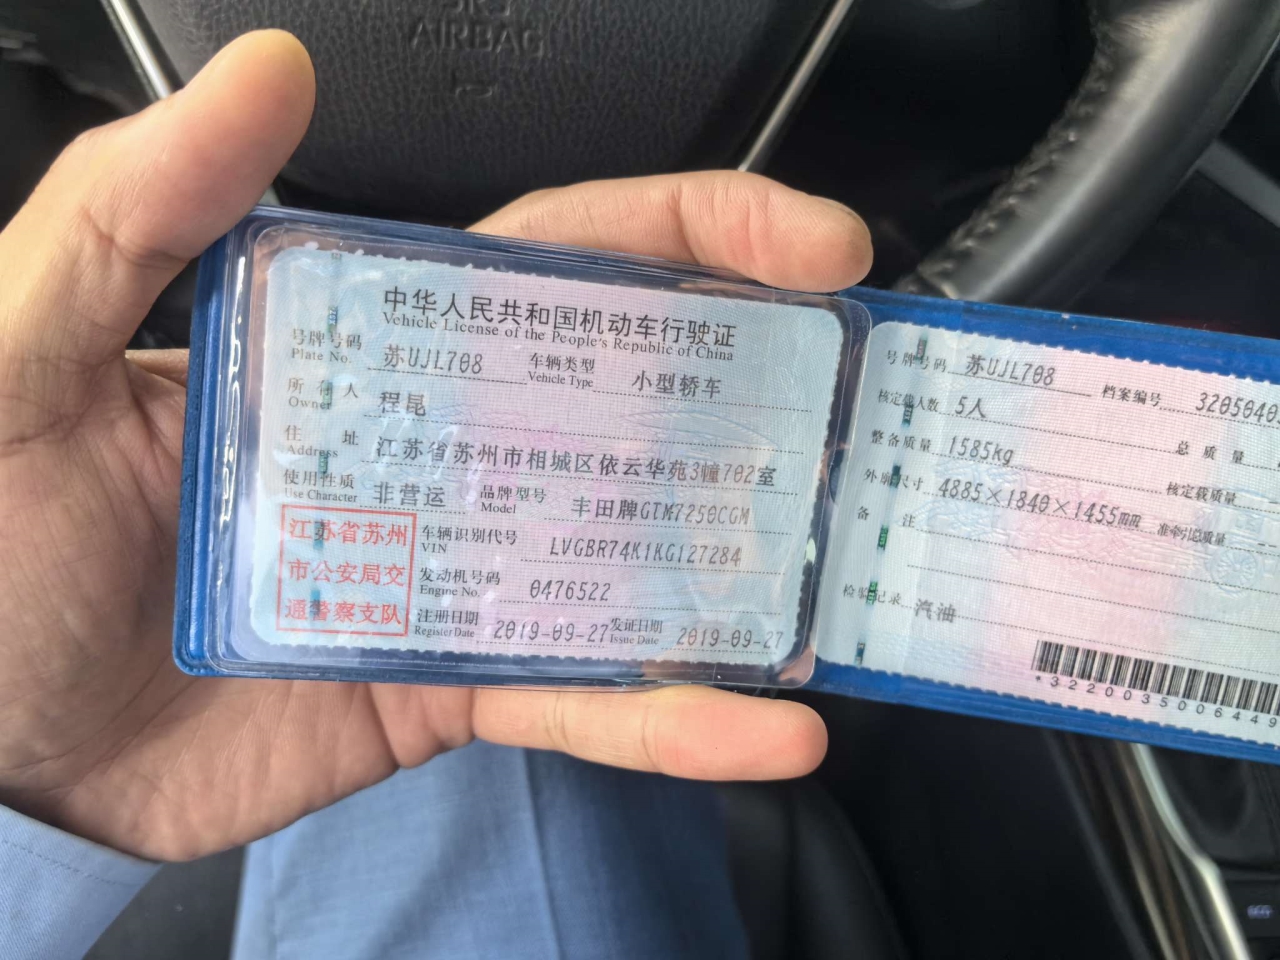 AIRBAG
中华人民共和国机动车行驶证
Vehicle License of the People's Republic of China
号牌号码 苏UJL708 车辆类型 小型轿车
Plate No. Vehicle Type
所有人 程昆
Owner
住 址 江苏省苏州市相城区依云华苑3幢702室
Address
使用性质 非营运 品牌型号 丰田牌GTM7250CGM
Use Character Model
江苏省苏州
市公安局交
通警察支队
车辆识别代号 LVGBR74K1KG127284
VIN
发动机号码 0476522
Engine No.
注册日期 2019-09-27 发证日期 2019-09-27
Register Date Issue Date
号牌号码 苏UJL708 档案编号 3205040
核定载人数 5人 总质量
整备质量 1585kg 核定载质量
外廓尺寸 4885×1840×1455mm 准牵引总质量
备 注
检验记录 汽油
*3220035006449